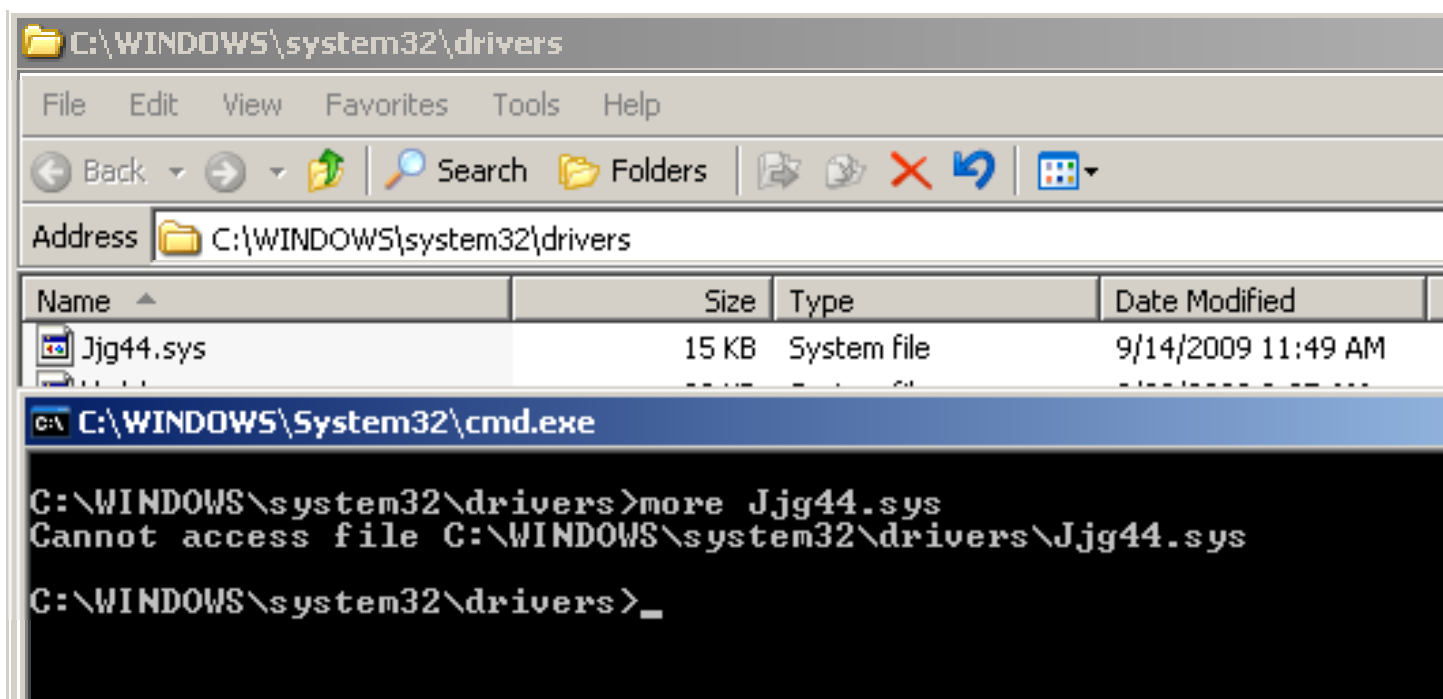 C:\WINDOWS\system32\drivers
File Edit View Favorites Tools Help
Back Search Folders
Address C:\WINDOWS\system32\drivers
Name Size Type Date Modified
Jjg44.sys 15 KB System file 9/14/2009 11:49 AM
C:\WINDOWS\System32\cmd.exe
C:\WINDOWS\system32\drivers>more Jjg44.sys
Cannot access file C:\WINDOWS\system32\drivers\Jjg44.sys
C:\WINDOWS\system32\drivers>_